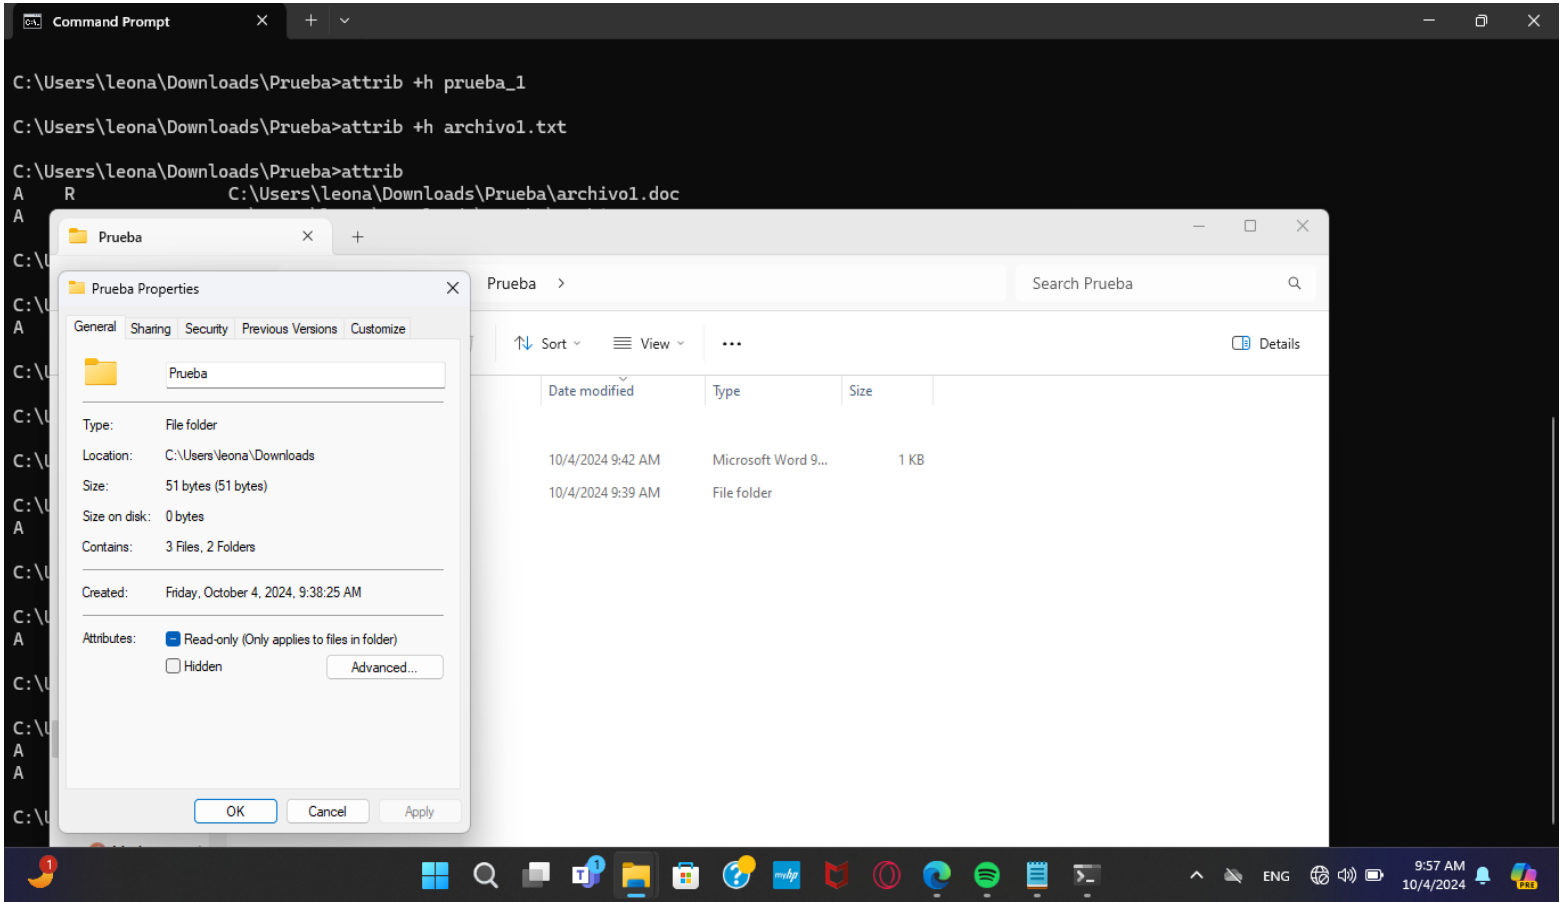 Command Prompt
C:\Users\leona\Downloads\Prueba>attrib +h prueba_1
C:\Users\leona\Downloads\Prueba>attrib +h archivo1.txt
C:\Users\leona\Downloads\Prueba>attrib
A R C:\Users\leona\Downloads\Prueba\archivo1.doc
A
Prueba
C:\
Prueba Properties
Prueba >
Search Prueba
C:\
A
General Sharing Security Previous Versions Customize
Sort View ...
Details
C:\
Prueba
Date modified Type Size
C:\
Type: File folder
Location: C:\Users\leona\Downloads
C:\
10/4/2024 9:42 AM Microsoft Word 9... 1 KB
Size: 51 bytes (51 bytes)
10/4/2024 9:39 AM File folder
C:\
Size on disk: 0 bytes
A
Contains: 3 Files, 2 Folders
C:\
Created: Friday, October 4, 2024, 9:38:25 AM
C:\
Attributes: Read-only (Only applies to files in folder)
A
Hidden Advanced...
C:\
C:\
A
A
OK Cancel Apply
C:\
1
1
T
?
mhp
ENG
9:57 AM
10/4/2024
PRE